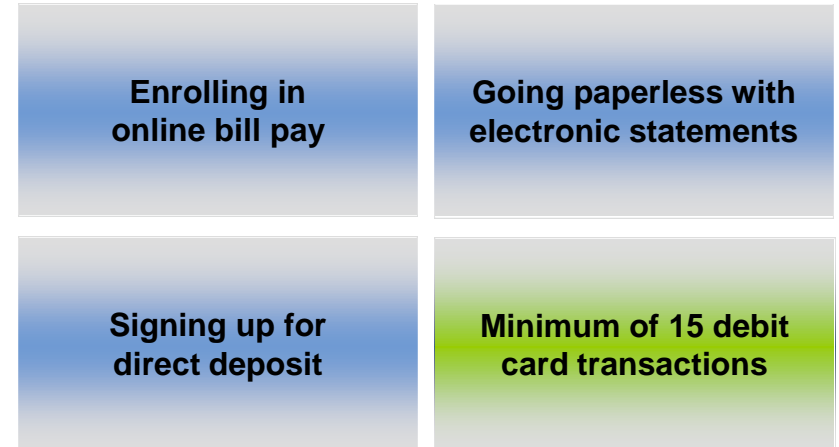 Enrolling in
online bill pay
Going paperless with
electronic statements
Signing up for
direct deposit
Minimum of 15 debit
card transactions